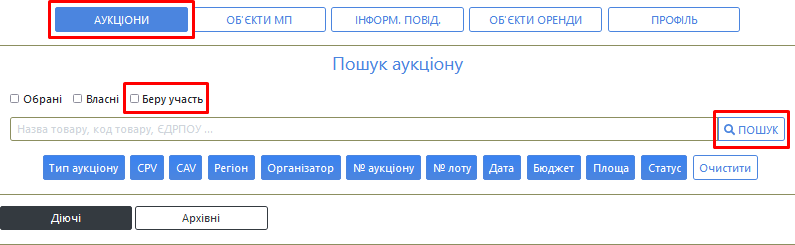 АУКЦІОНИ ОБ'ЄКТИ МП ІНФОРМ. ПОВІД. ОБ'ЄКТИ ОРЕНДИ ПРОФІЛЬ
Пошук аукціону
Обрані Власні Беру участь
Назва товару, код товару, ЄДРПОУ ... ПОШУК
Тип аукціону CPV CAV Регіон Організатор № аукціону № лоту Дата Бюджет Площа Статус Очистити
Діючі Архівні